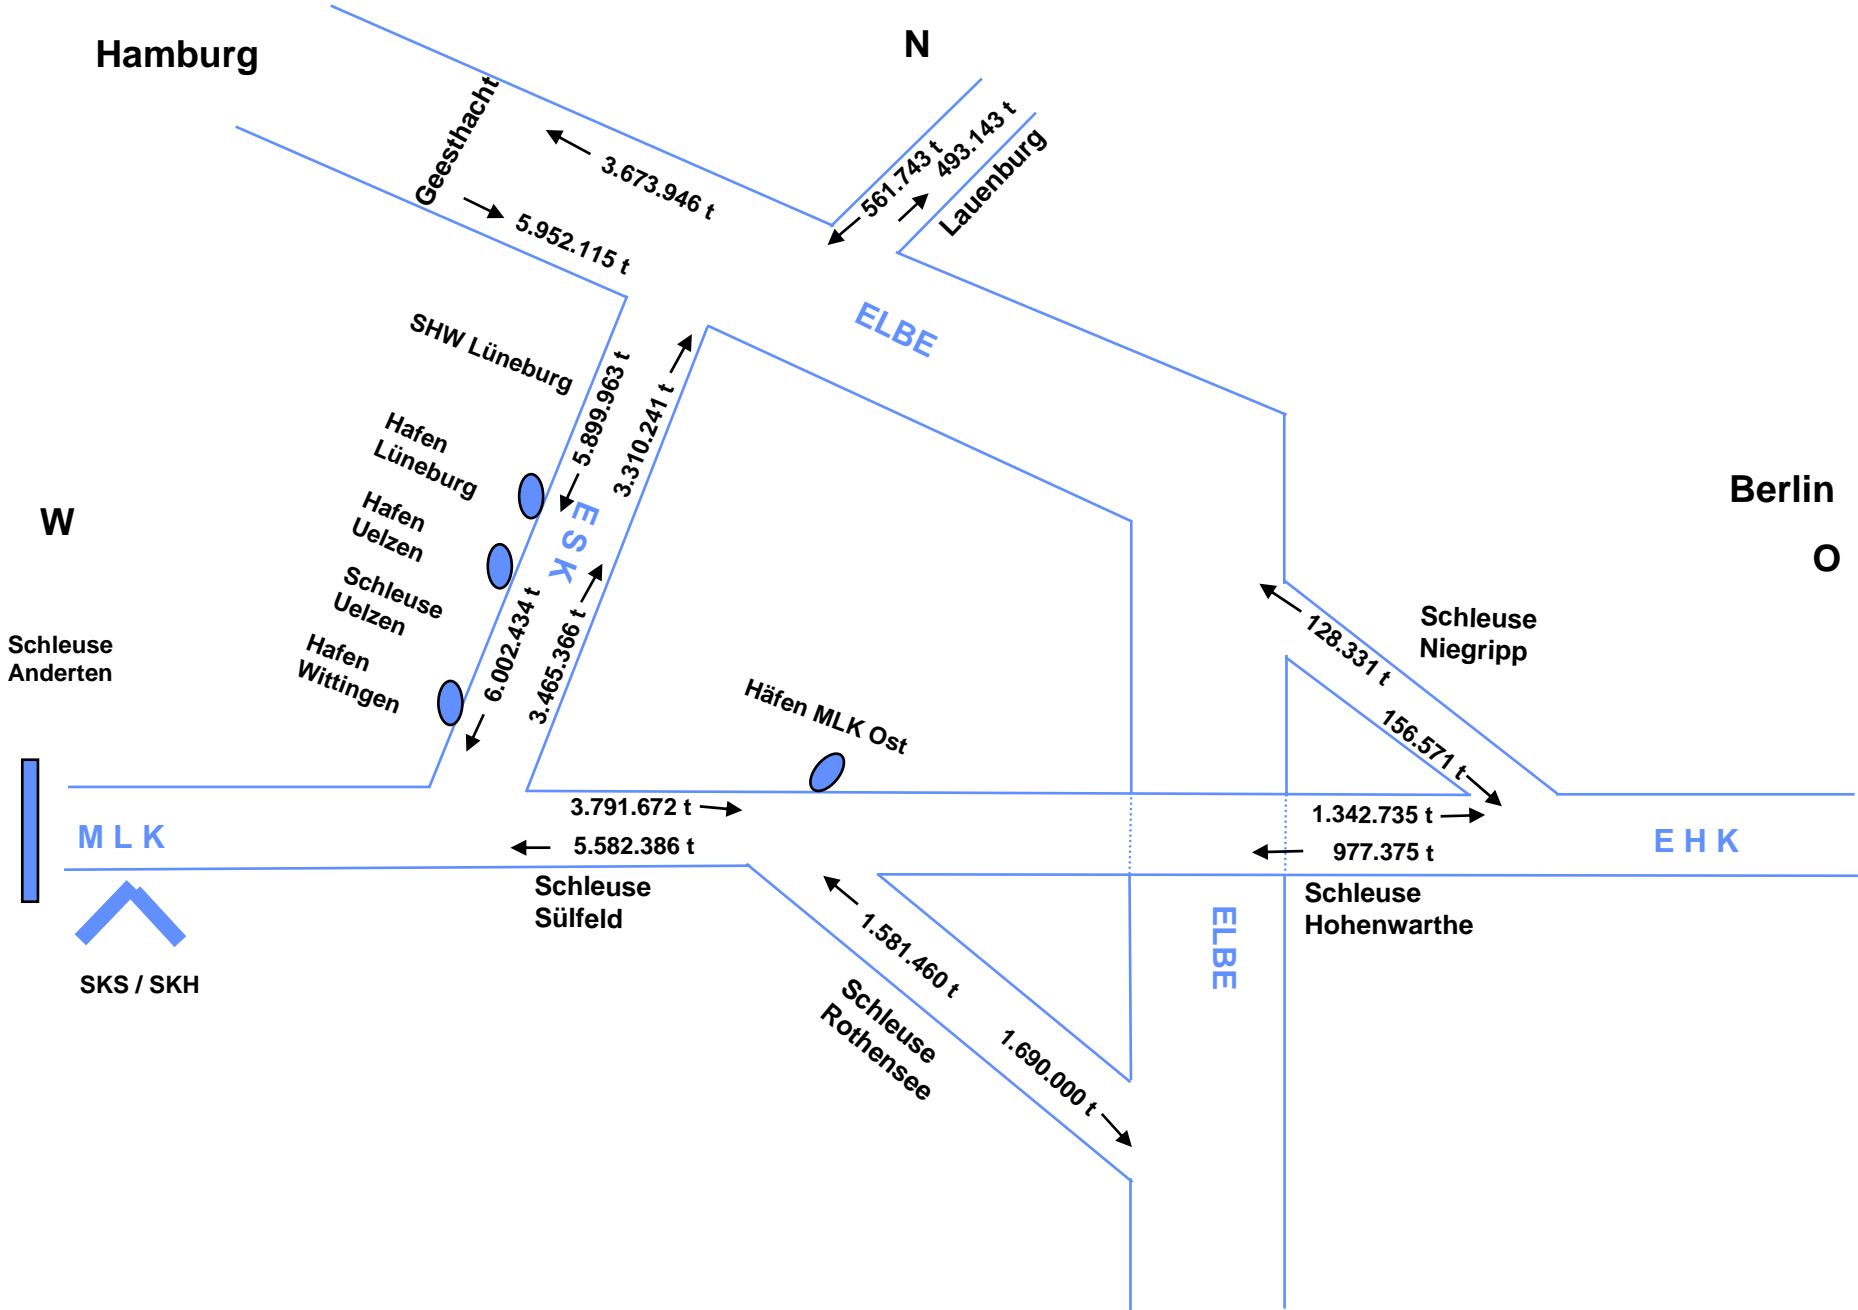 Hamburg
N
Geesthacht
3.673.946 t
5.952.115 t
561.743 t
493.143 t
Lauenburg
ELBE
SHW Lüneburg
5.899.963 t
3.310.241 t
Hafen
Lüneburg
Hafen
Uelzen
Schleuse
Uelzen
Hafen
Wittingen
E S K
6.002.434 t
3.465.366 t
W
Schleuse
Anderten
Berlin
O
Schleuse
Niegripp
128.331 t
156.571 t
Häfen MLK Ost
M L K
3.791.672 t
5.582.386 t
Schleuse
Sülfeld
1.342.735 t
977.375 t
E H K
Schleuse
Hohenwarthe
SKS / SKH
1.581.460 t
1.690.000 t
Schleuse
Rothensee
ELBE